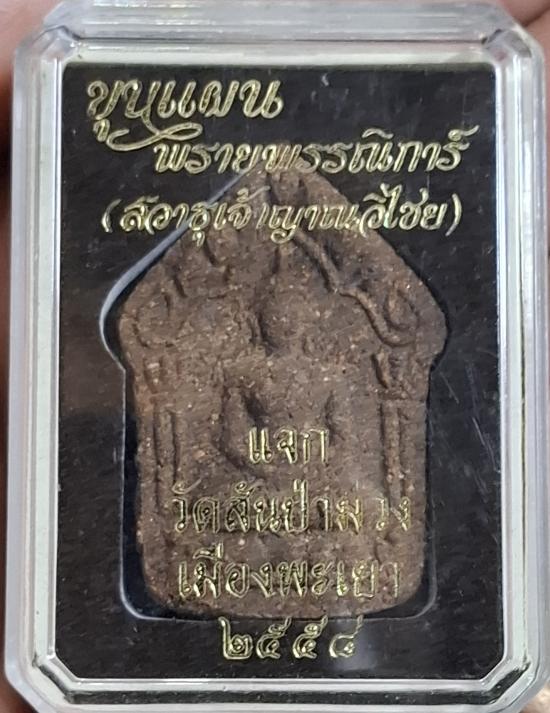 ขุนแผน
พรายพรรณิการ์
(สวาธุเจ้าญาณวิไชย)
แจก
วัดสันป่าม่วง
เมืองพะเยา
๒๕๕๔